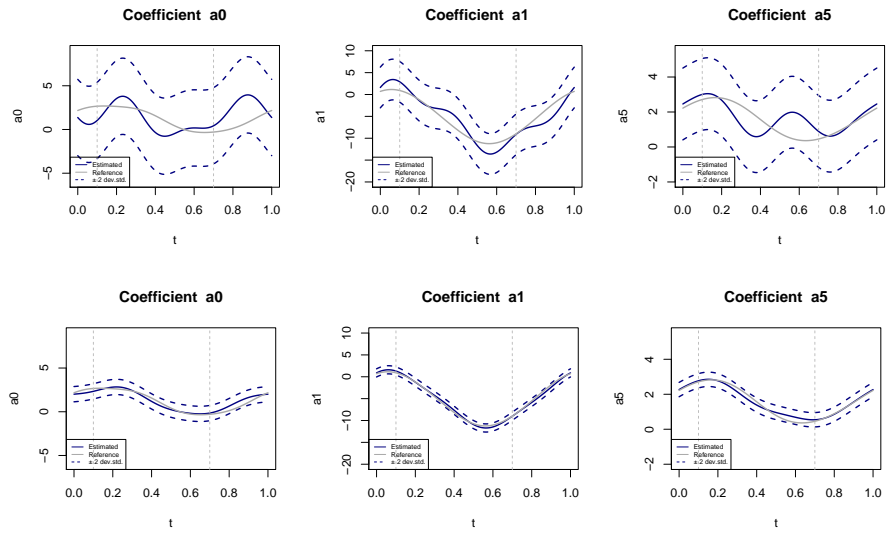 Coefficient a0
a0
5
0
−5
Estimated
Reference
± 2 dev.std.
0.0 0.2 0.4 0.6 0.8 1.0
t
Coefficient a1
a1
10
5
0
−10
−20
Estimated
Reference
± 2 dev.std.
0.0 0.2 0.4 0.6 0.8 1.0
t
Coefficient a5
a5
4
2
0
−2
Estimated
Reference
± 2 dev.std.
0.0 0.2 0.4 0.6 0.8 1.0
t
Coefficient a0
a0
5
0
−5
Estimated
Reference
± 2 dev.std.
0.0 0.2 0.4 0.6 0.8 1.0
t
Coefficient a1
a1
10
5
0
−10
−20
Estimated
Reference
± 2 dev.std.
0.0 0.2 0.4 0.6 0.8 1.0
t
Coefficient a5
a5
4
2
0
−2
Estimated
Reference
± 2 dev.std.
0.0 0.2 0.4 0.6 0.8 1.0
t